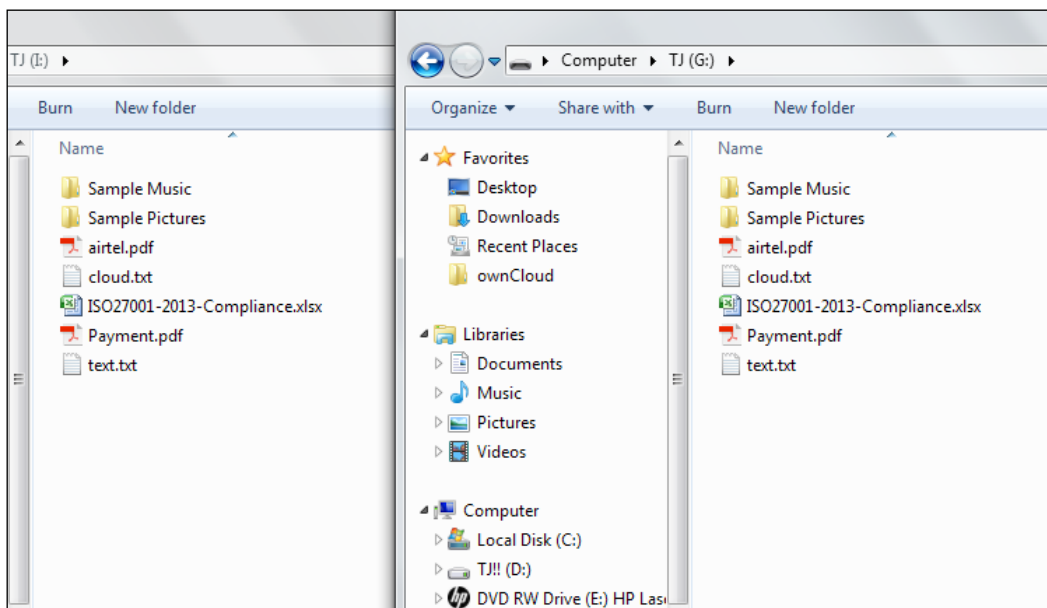 TJ (I:)
Burn New folder
Name
Sample Music
Sample Pictures
airtel.pdf
cloud.txt
ISO27001-2013-Compliance.xlsx
Payment.pdf
text.txt
Computer TJ (G:)
Organize Share with Burn New folder
Favorites
Desktop
Downloads
Recent Places
ownCloud
Libraries
Documents
Music
Pictures
Videos
Computer
Local Disk (C:)
TJ!! (D:)
hp DVD RW Drive (E:) HP Las
Name
Sample Music
Sample Pictures
airtel.pdf
cloud.txt
ISO27001-2013-Compliance.xlsx
Payment.pdf
text.txt